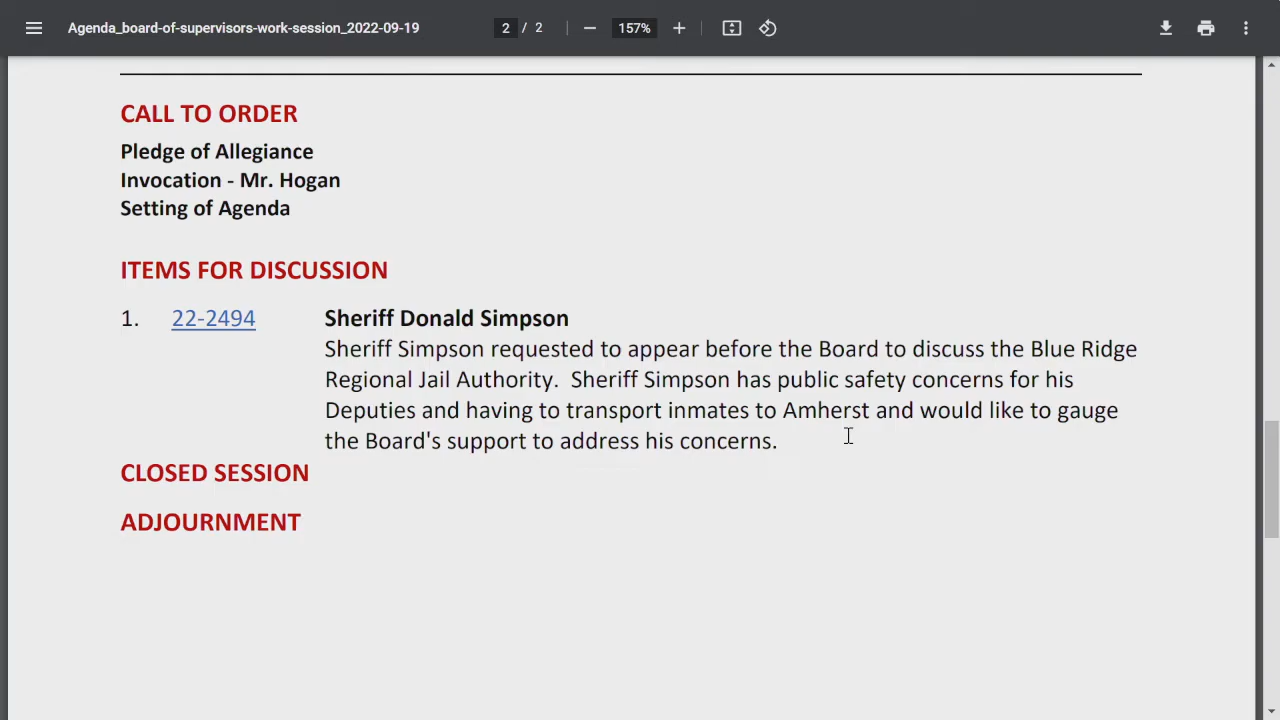 Agenda_board-of-supervisors-work-session_2022-09-19
2 / 2
157%
CALL TO ORDER
Pledge of Allegiance
Invocation - Mr. Hogan
Setting of Agenda
ITEMS FOR DISCUSSION
1. 22-2494 Sheriff Donald Simpson
Sheriff Simpson requested to appear before the Board to discuss the Blue Ridge
Regional Jail Authority.  Sheriff Simpson has public safety concerns for his
Deputies and having to transport inmates to Amherst and would like to gauge
the Board's support to address his concerns.
CLOSED SESSION
ADJOURNMENT